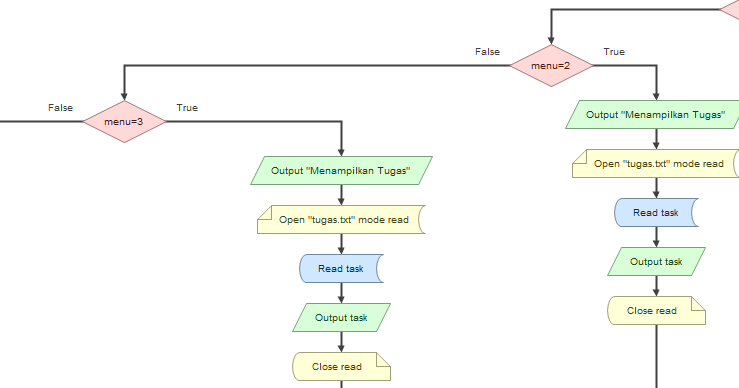 False
True
menu=2
False
True
menu=3
Output "Menampilkan Tugas"
Open "tugas.txt" mode read
Read task
Output task
Close read
Output "Menampilkan Tugas"
Open "tugas.txt" mode read
Read task
Output task
Close read